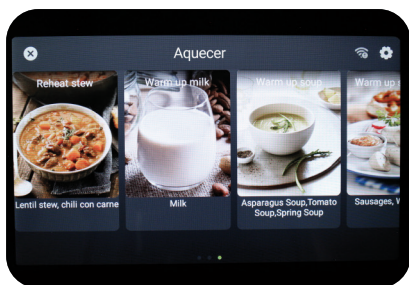 Aquecer
Reheat stew
Lentil stew, chili con carne
Warm up milk
Milk
Warm up soup
Asparagus Soup,Tomato
Soup,Spring Soup
Warm up
Sausages,